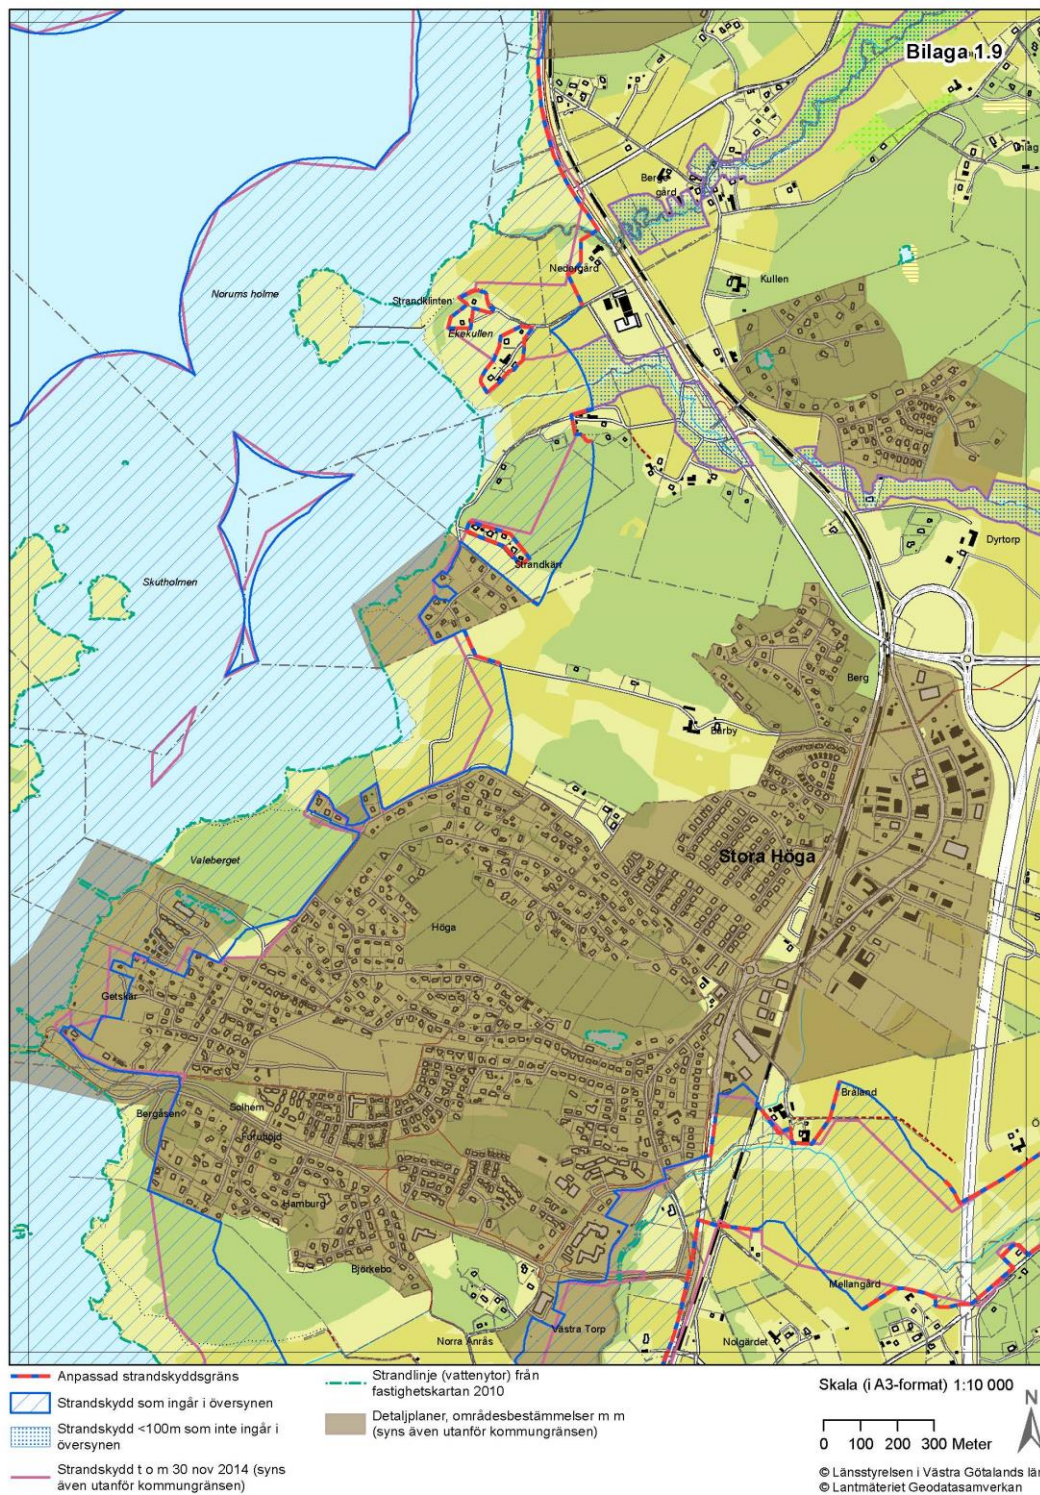 Bilaga 1.9
Berge
gård
Nedergård
Kullen
Norums holme
Strandklinten
Ekekullen
Dyrtorp
Strandkärr
Skutholmen
Berg
Barby
Stora Höga
Valeberget
Höga
Getskär
Bråland
Bergåsen
Solhem
Furuhöjd
Hamburg
Björkebo
Mellangård
Norra Anrås
Västra Torp
Nolgärdet
Anpassad strandskyddsgräns
Strandskydd som ingår i översynen
Strandskydd <100m som inte ingår i
översynen
Strandskydd t o m 30 nov 2014 (syns
även utanför kommungränsen)
Strandlinje (vattenytor) från
fastighetskartan 2010
Detaljplaner, områdesbestämmelser m m
(syns även utanför kommungränsen)
Skala (i A3-format) 1:10 000
N
0 100 200 300 Meter
© Länsstyrelsen i Västra Götalands lä
© Lantmäteriet Geodatasamverkan